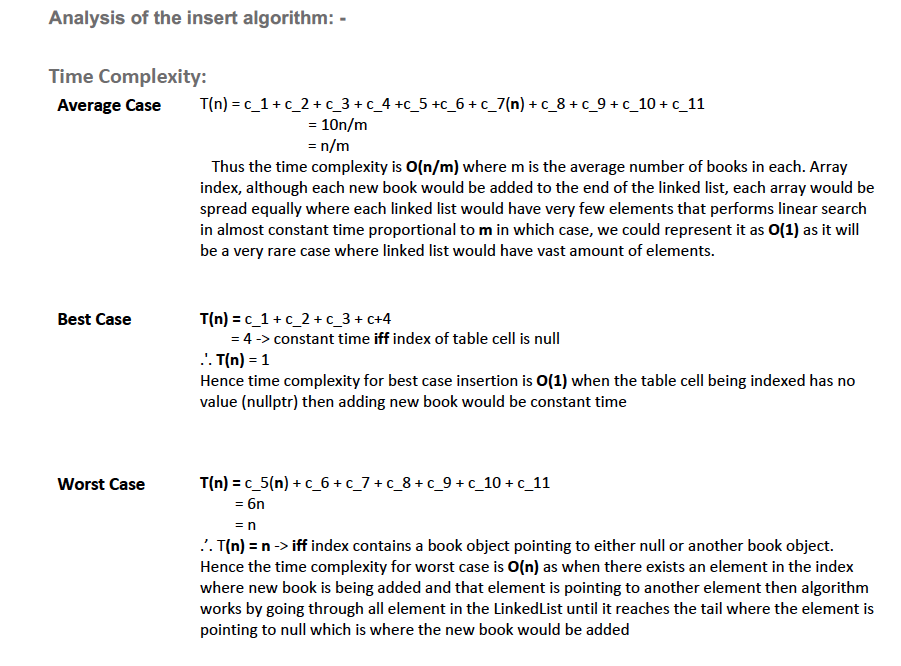 Analysis of the insert algorithm: -
Time Complexity:
Average Case T(n) = c_1 + c_2 + c_3 + c_4 +c_5 +c_6 + c_7(n) + c_8 + c_9 + c_10 + c_11
= 10n/m
= n/m
Thus the time complexity is O(n/m) where m is the average number of books in each. Array
index, although each new book would be added to the end of the linked list, each array would be
spread equally where each linked list would have very few elements that performs linear search
in almost constant time proportional to m in which case, we could represent it as O(1) as it will
be a very rare case where linked list would have vast amount of elements.
Best Case T(n) = c_1 + c_2 + c_3 + c+4
= 4 -> constant time iff index of table cell is null
∴ T(n) = 1
Hence time complexity for best case insertion is O(1) when the table cell being indexed has no
value (nullptr) then adding new book would be constant time
Worst Case T(n) = c_5(n) + c_6 + c_7 + c_8 + c_9 + c_10 + c_11
= 6n
= n
∴ T(n) = n -> iff index contains a book object pointing to either null or another book object.
Hence the time complexity for worst case is O(n) as when there exists an element in the index
where new book is being added and that element is pointing to another element then algorithm
works by going through all element in the LinkedList until it reaches the tail where the element is
pointing to null which is where the new book would be added